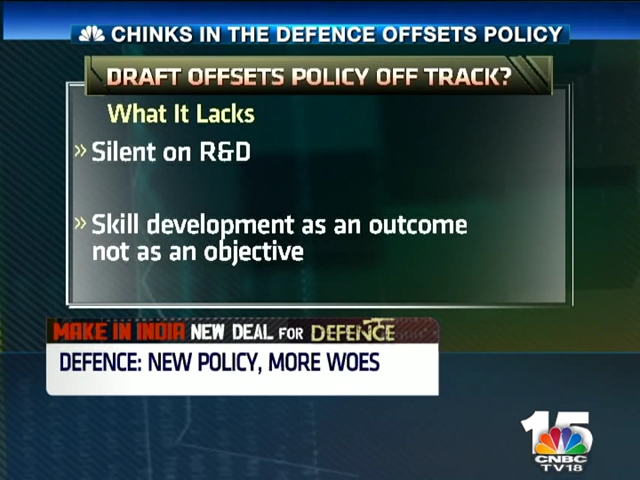 CHINKS IN THE DEFENCE OFFSETS POLICY
DRAFT OFFSETS POLICY OFF TRACK?
What It Lacks
» Silent on R&D
» Skill development as an outcome
not as an objective
MAKE IN INDIA NEW DEAL FOR DEFENCE
DEFENCE: NEW POLICY, MORE WOES
15
CNBC
TV18